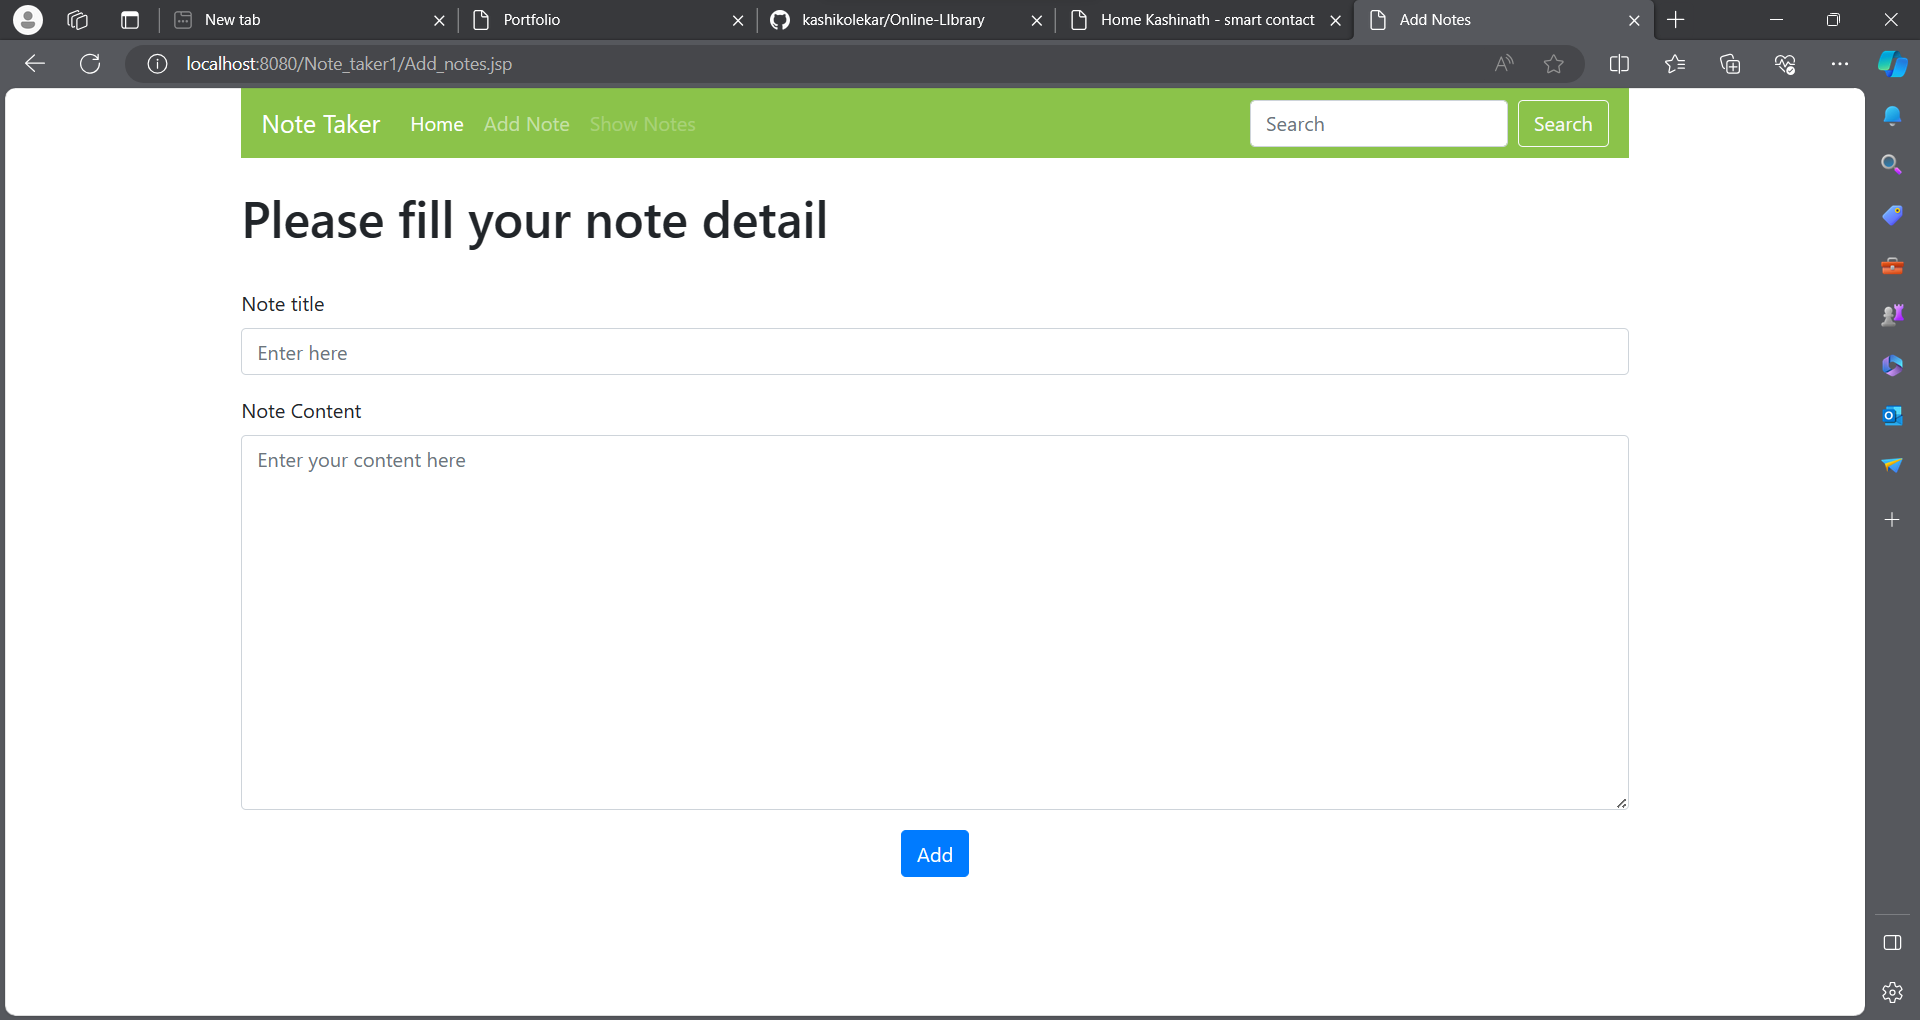 New tab
Portfolio
kashikolekar/Online-LIbrary
Home Kashinath - smart contact
Add Notes
localhost:8080/Note_taker1/Add_notes.jsp
Note Taker Home Add Note Show Notes Search Search
Please fill your note detail
Note title
Enter here
Note Content
Enter your content here
Add